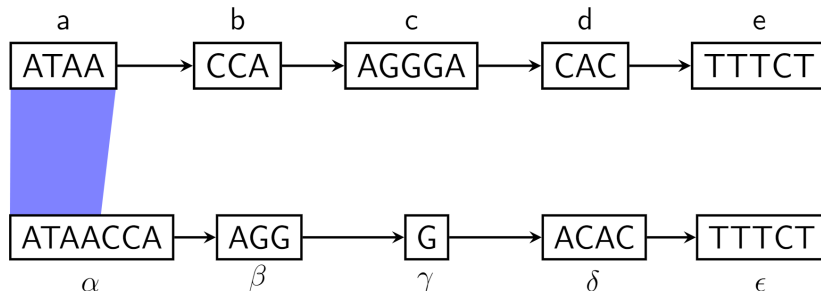 a b c d e
ATAA CCA AGGGA CAC TTTCT
ATAACCA AGG G ACAC TTTCT
α β γ δ ϵ